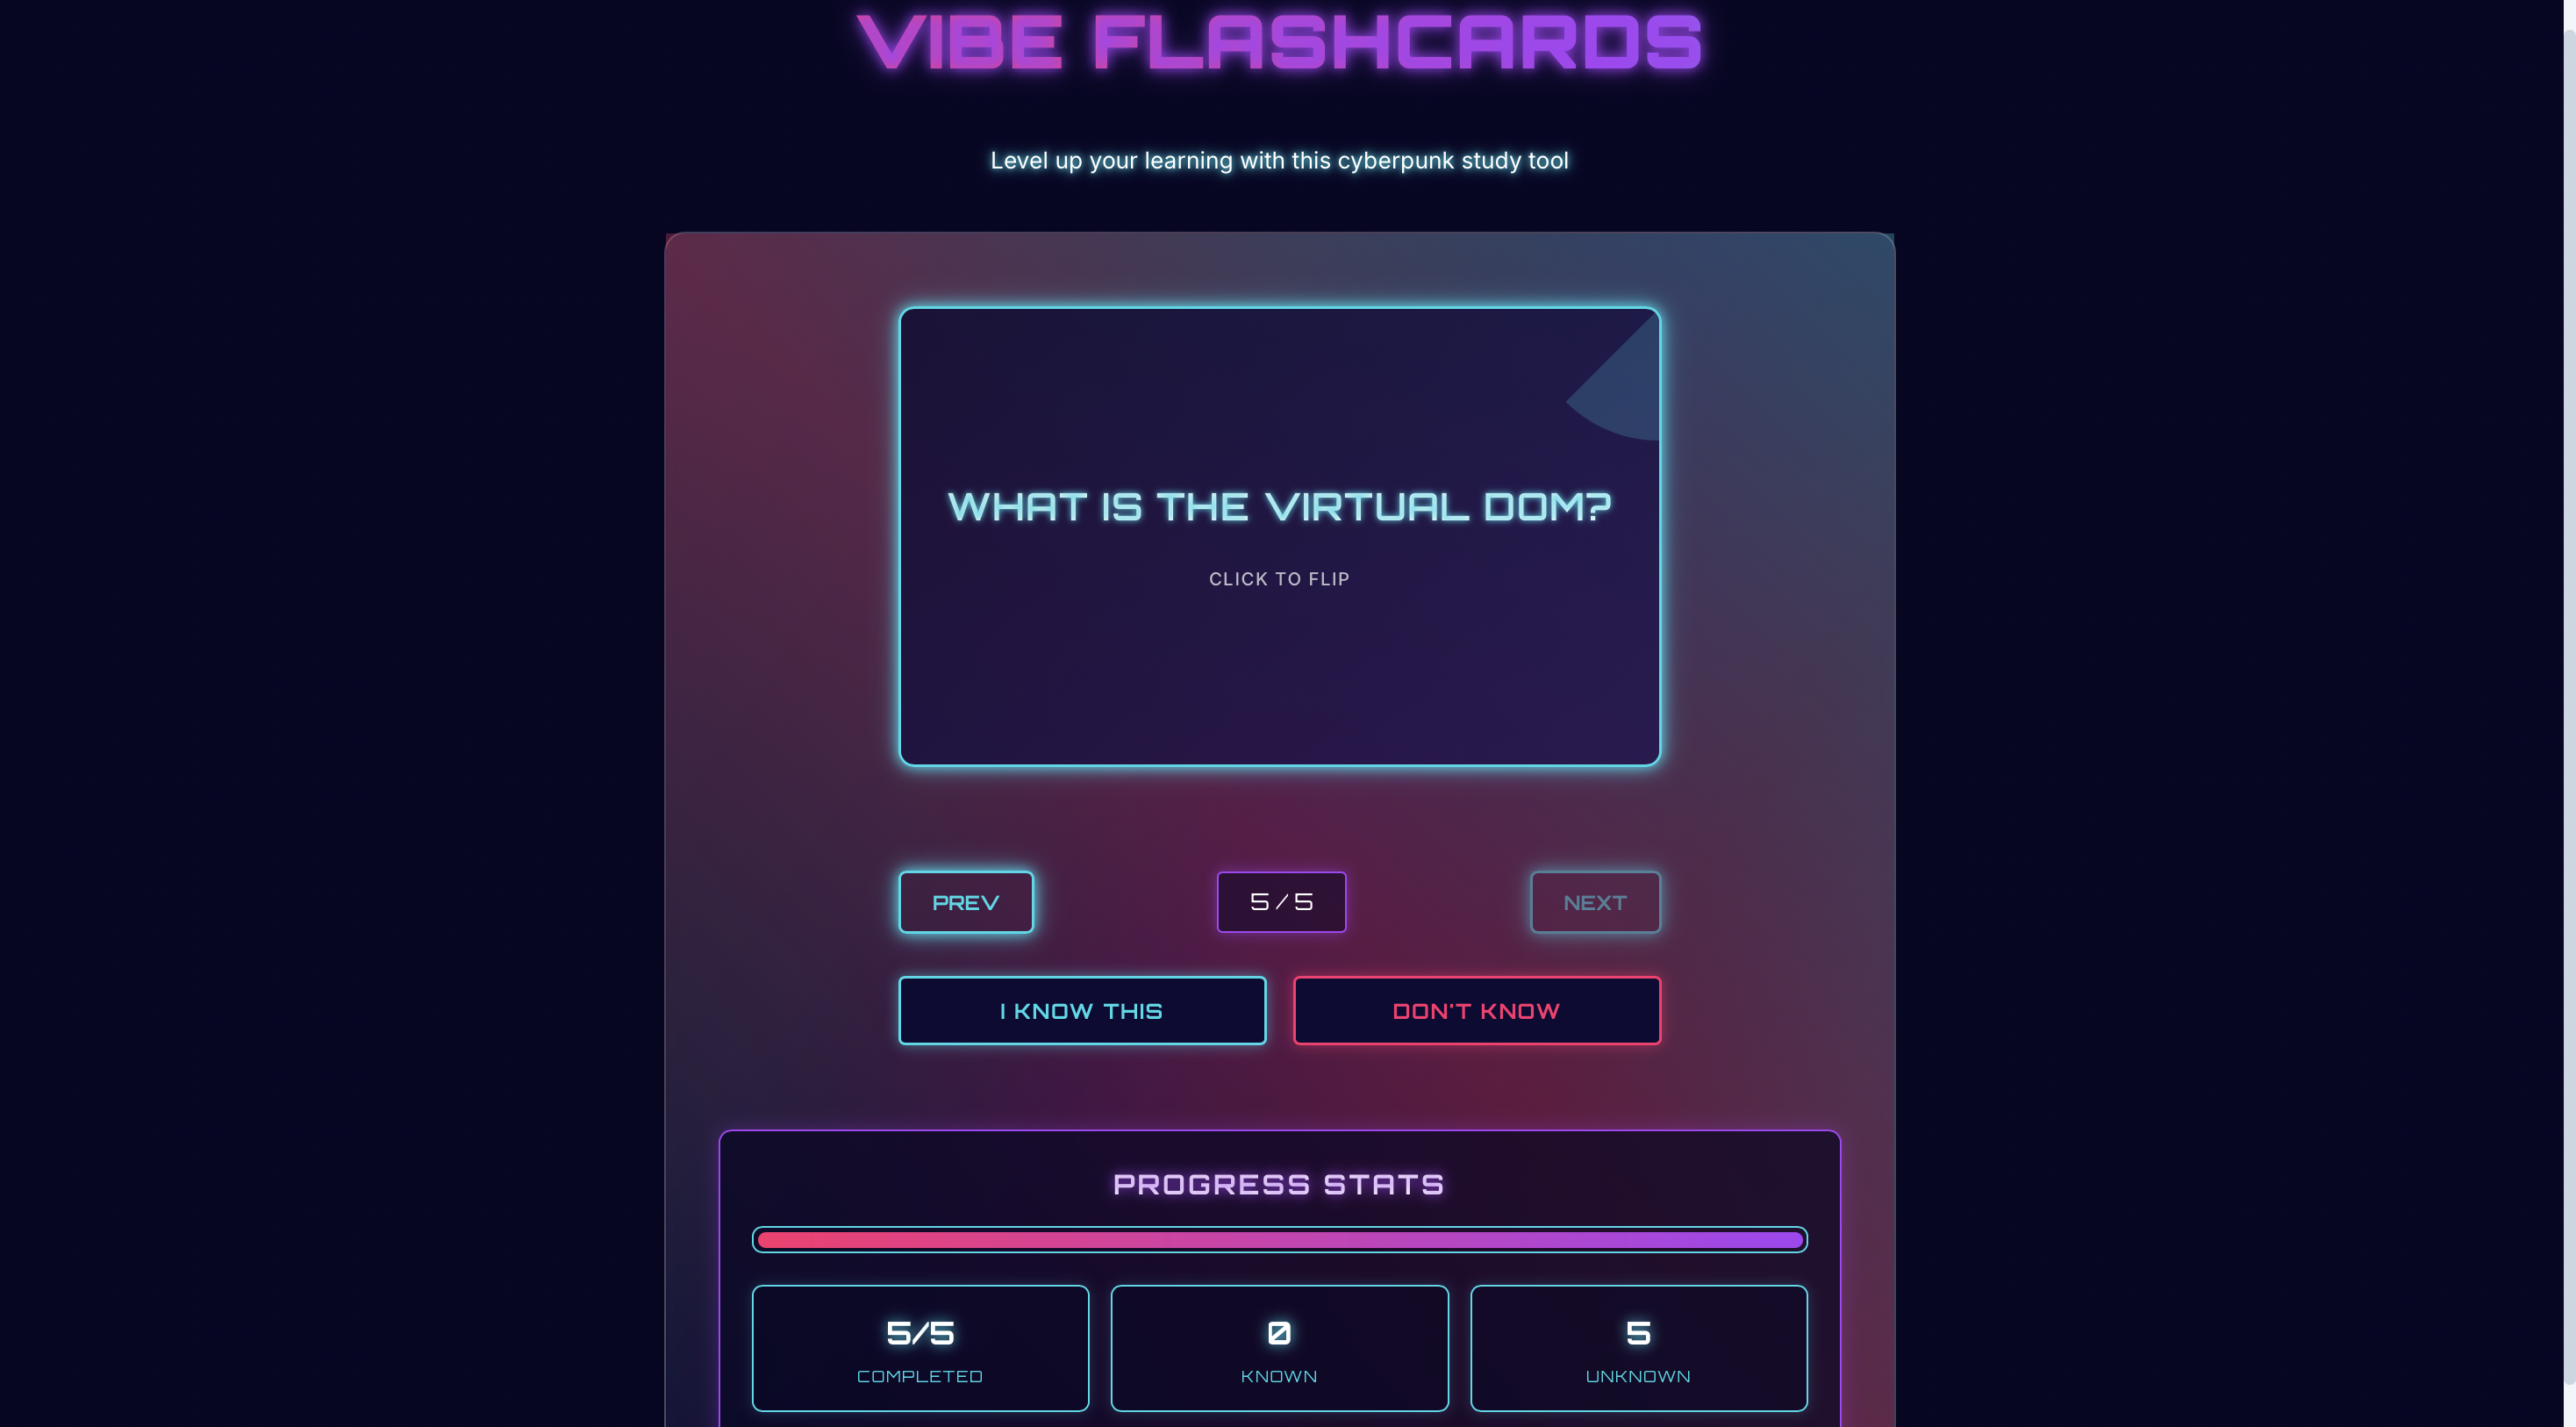 VIBE FLASHCARDS
Level up your learning with this cyberpunk study tool
WHAT IS THE VIRTUAL DOM?
CLICK TO FLIP
PREV
5 / 5
NEXT
I KNOW THIS
DON'T KNOW
PROGRESS STATS
5/5
COMPLETED
0
KNOWN
5
UNKNOWN